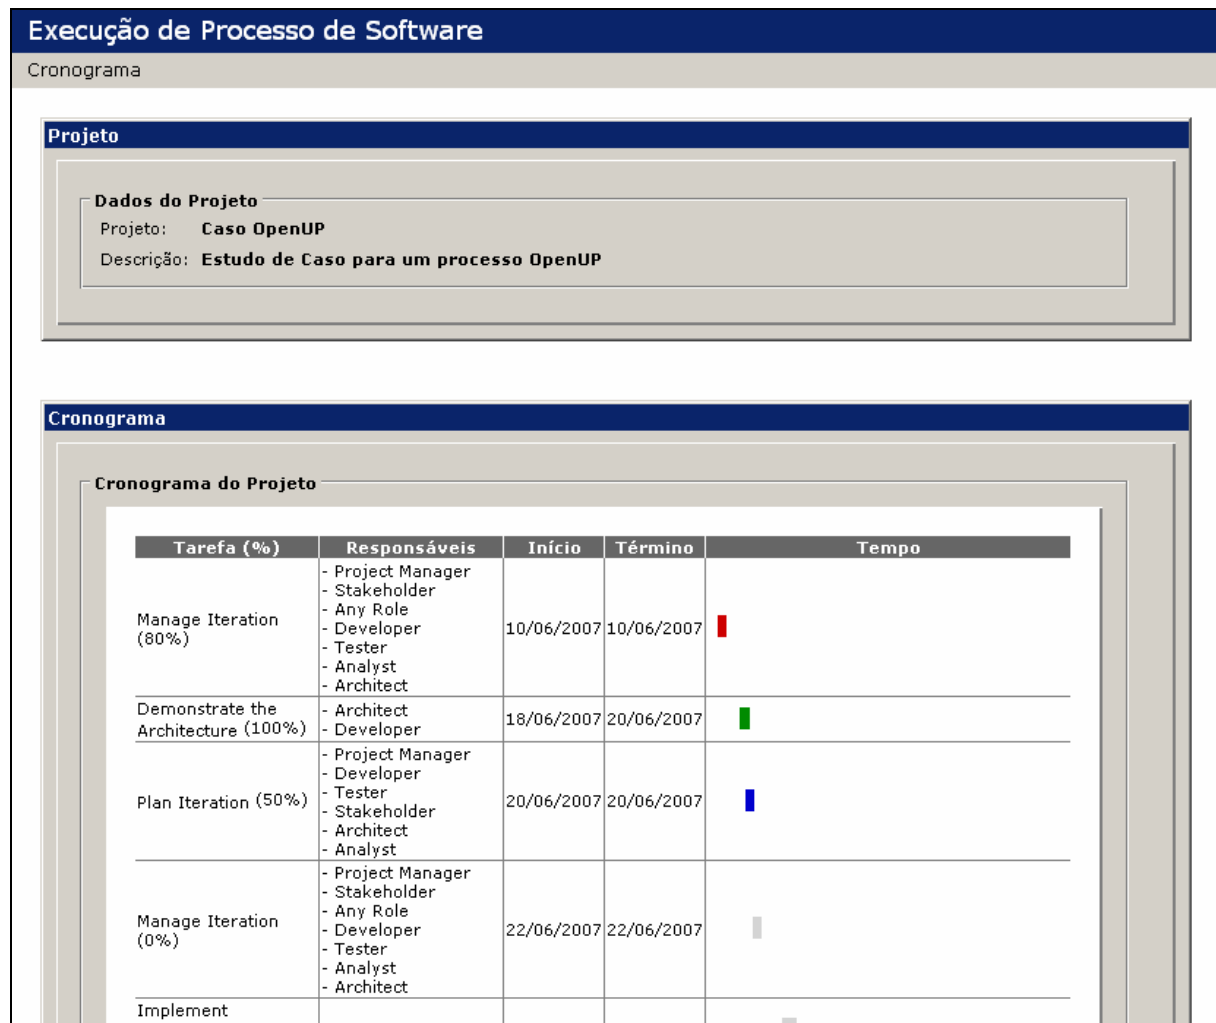 Execução de Processo de Software
Cronograma
Projeto
Dados do Projeto
Projeto: Caso OpenUP
Descrição: Estudo de Caso para um processo OpenUP
Cronograma
Cronograma do Projeto
Tarefa (%) Responsáveis Início Término Tempo
Manage Iteration
(80%)
- Project Manager
- Stakeholder
- Any Role
- Developer
- Tester
- Analyst
- Architect
10/06/2007 10/06/2007
Demonstrate the
Architecture (100%)
- Architect
- Developer
18/06/2007 20/06/2007
Plan Iteration (50%)
- Project Manager
- Developer
- Tester
- Stakeholder
- Architect
- Analyst
20/06/2007 20/06/2007
Manage Iteration
(0%)
- Project Manager
- Stakeholder
- Any Role
- Developer
- Tester
- Analyst
- Architect
22/06/2007 22/06/2007
Implement